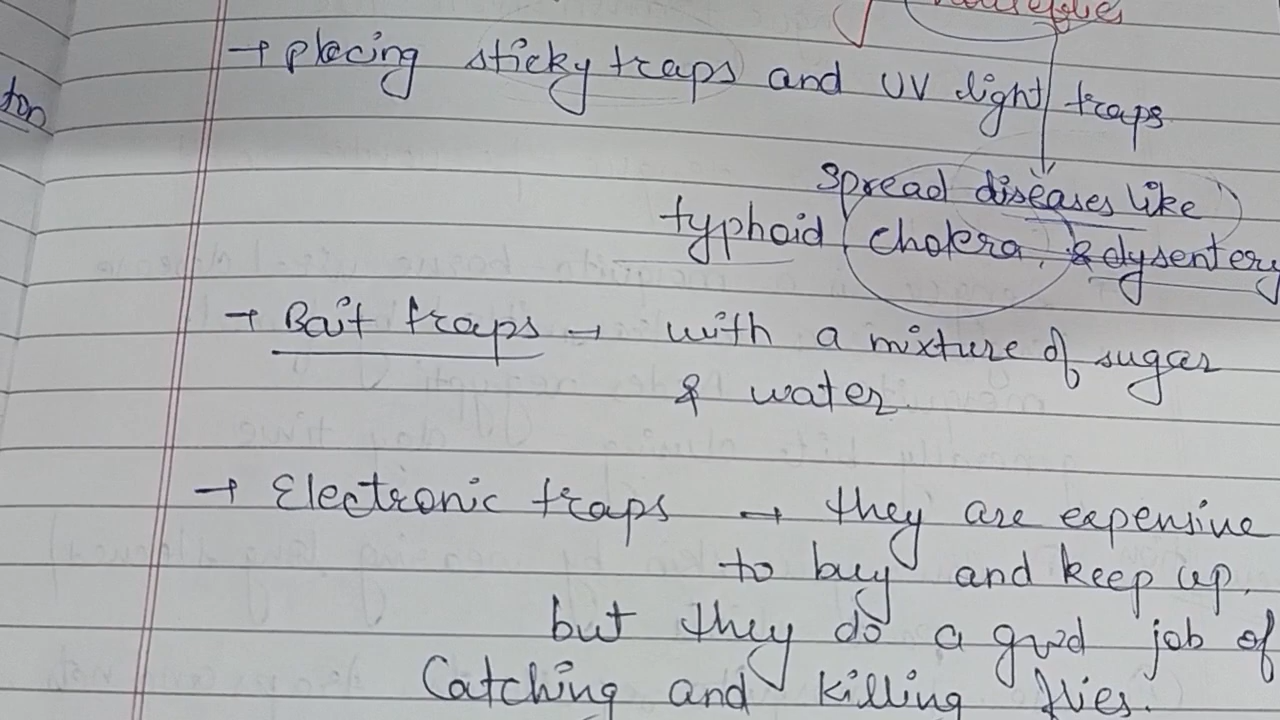 houseflies
→ placing sticky traps and UV light traps
ton
Spread diseases like
typhoid, cholera, & dysentery
→ Bait traps → with a mixture of sugar
& water.
→ Electronic traps → they are expensive
to buy and keep up.
but they do a good job of
Catching and killing flies.